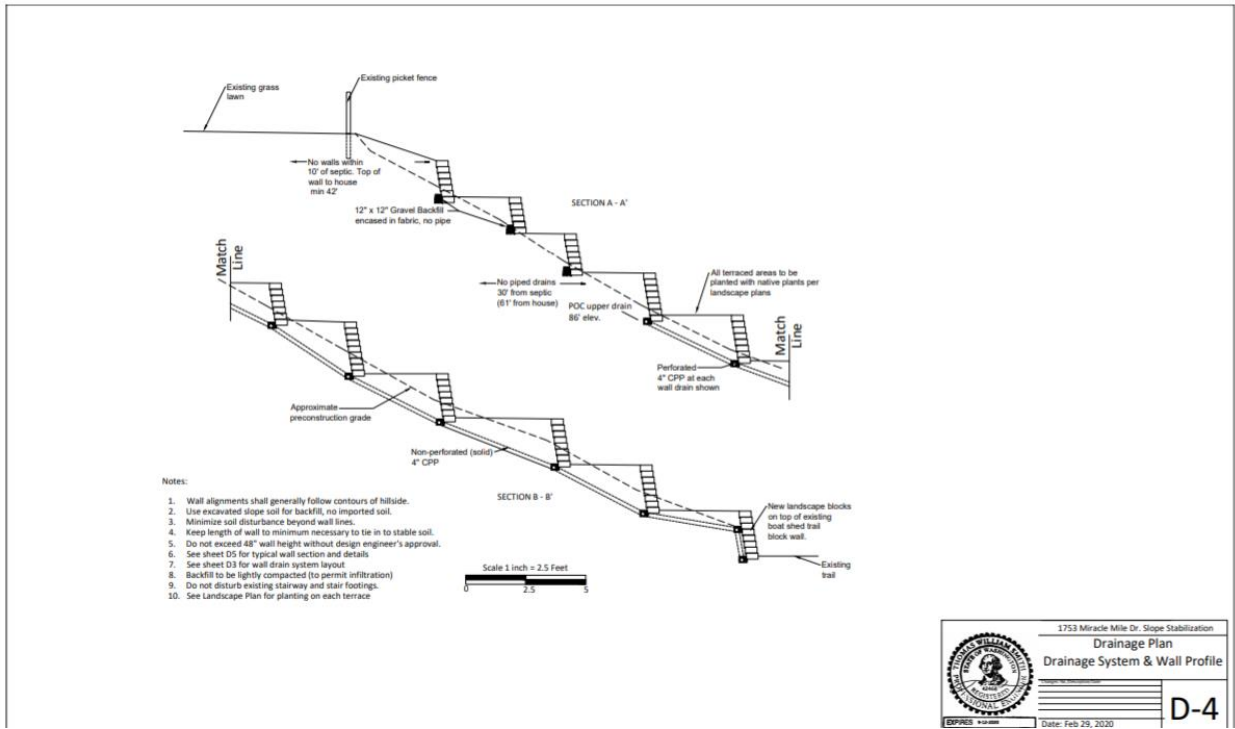 Existing grass
lawn
Existing picket fence
No walls within
10' of septic. Top of
wall to house
min 42'
12" x 12" Gravel Backfill
encased in fabric, no pipe
SECTION A - A'
Match
Line
No piped drains
30' from septic
(61' from house)
POC upper drain
86' elev.
All terraced areas to be
planted with native plants per
landscape plans
Match
Line
Perforated
4" CPP at each
wall drain shown
Approximate
preconstruction grade
Non-perforated (solid)
4" CPP
SECTION B - B'
New landscape blocks
on top of existing
boat shed trail
block wall.
Existing
trail
Notes:
1. Wall alignments shall generally follow contours of hillside.
2. Use excavated slope soil for backfill, no imported soil.
3. Minimize soil disturbance beyond wall lines.
4. Keep length of wall to minimum necessary to tie in to stable soil.
5. Do not exceed 48" wall height without design engineer's approval.
6. See sheet D5 for typical wall section and details
7. See sheet D3 for wall drain system layout
8. Backfill to be lightly compacted (to permit infiltration)
9. Do not disturb existing stairway and stair footings.
10. See Landscape Plan for planting on each terrace
Scale 1 inch = 2.5 Feet
0 2.5 5
1753 Miracle Mile Dr. Slope Stabilization
Drainage Plan
Drainage System & Wall Profile
D-4
Date: Feb 29, 2020
THOMAS WILLIAM SMITH
STATE OF WASHINGTON
REGISTERED
PROFESSIONAL ENGINEER
EXPIRES